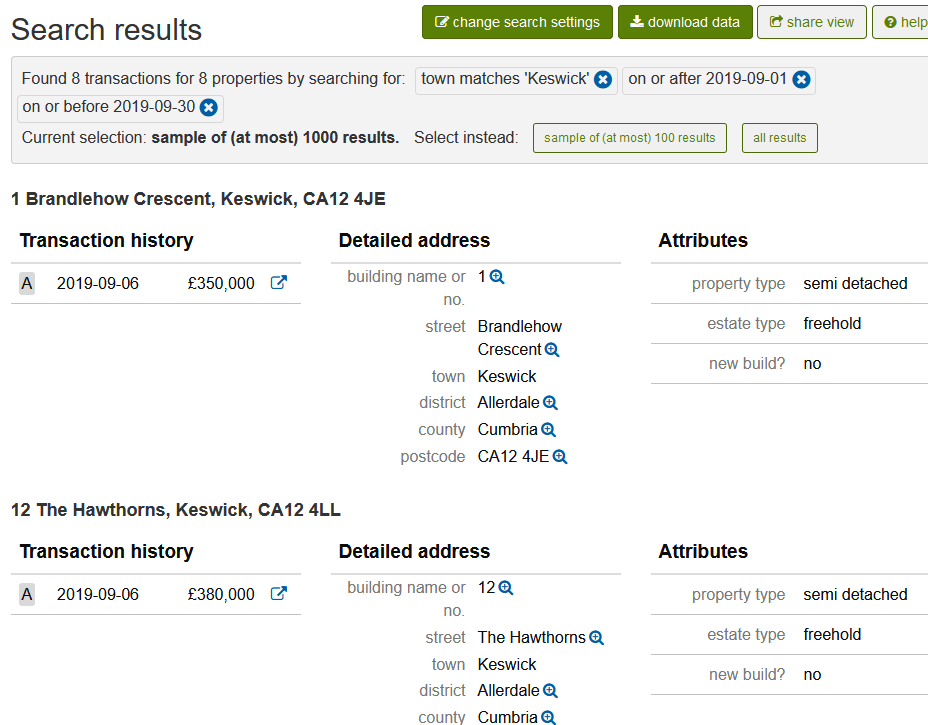 Search results
change search settings
download data
share view
help
Found 8 transactions for 8 properties by searching for: town matches 'Keswick' on or after 2019-09-01
on or before 2019-09-30
Current selection: sample of (at most) 1000 results. Select instead: sample of (at most) 100 results all results
1 Brandlehow Crescent, Keswick, CA12 4JE
Transaction history
A 2019-09-06 £350,000
Detailed address
building name or no. 1
street Brandlehow
Crescent
town Keswick
district Allerdale
county Cumbria
postcode CA12 4JE
Attributes
property type semi detached
estate type freehold
new build? no
12 The Hawthorns, Keswick, CA12 4LL
Transaction history
A 2019-09-06 £380,000
Detailed address
building name or no. 12
street The Hawthorns
town Keswick
district Allerdale
county Cumbria
Attributes
property type semi detached
estate type freehold
new build? no